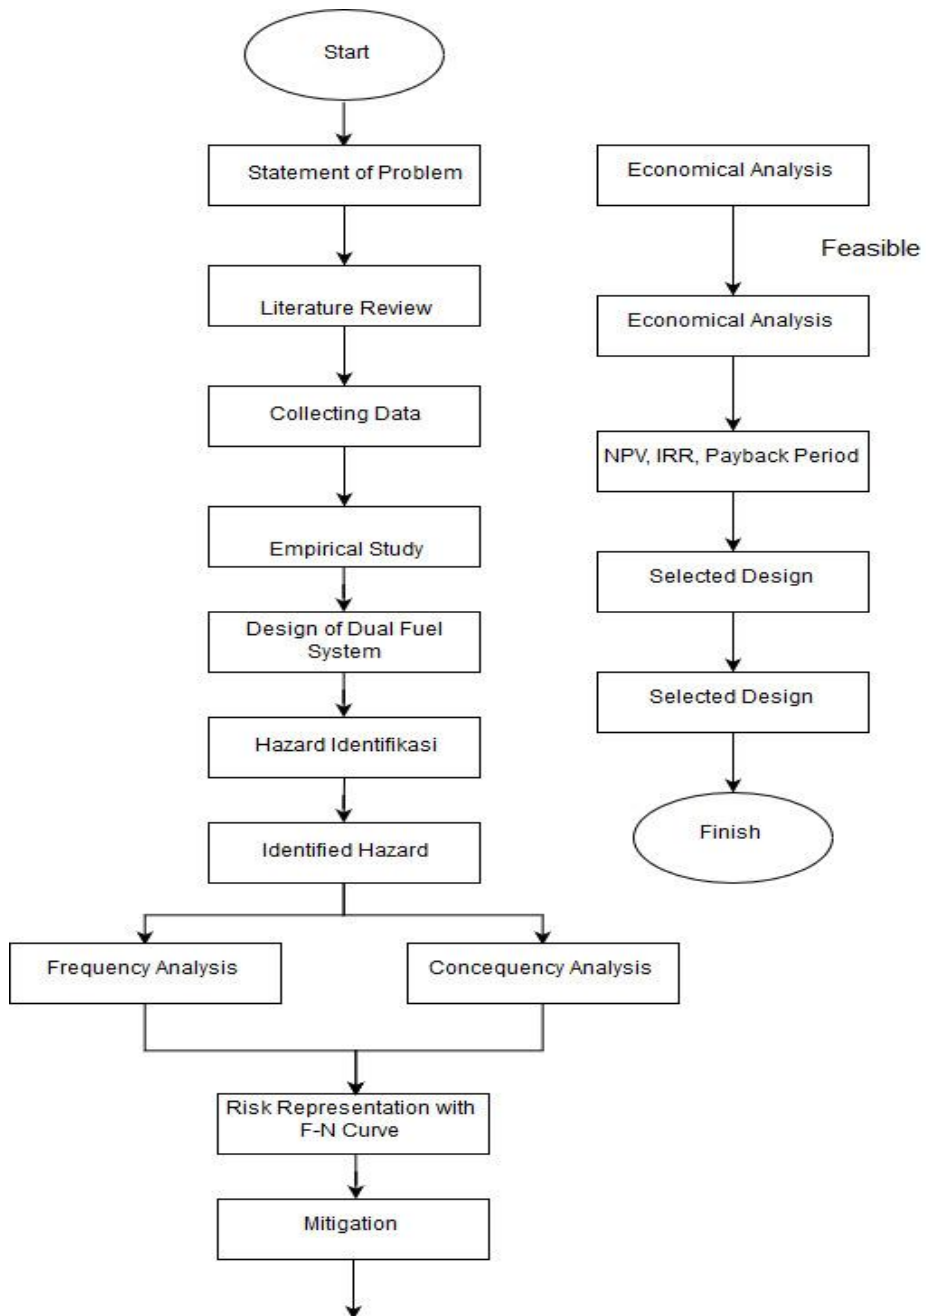 Start
Statement of Problem
Literature Review
Collecting Data
Empirical Study
Design of Dual Fuel
System
Hazard Identifikasi
Identified Hazard
Frequency Analysis
Concequency Analysis
Risk Representation with
F-N Curve
Mitigation
Economical Analysis
Feasible
Economical Analysis
NPV, IRR, Payback Period
Selected Design
Selected Design
Finish